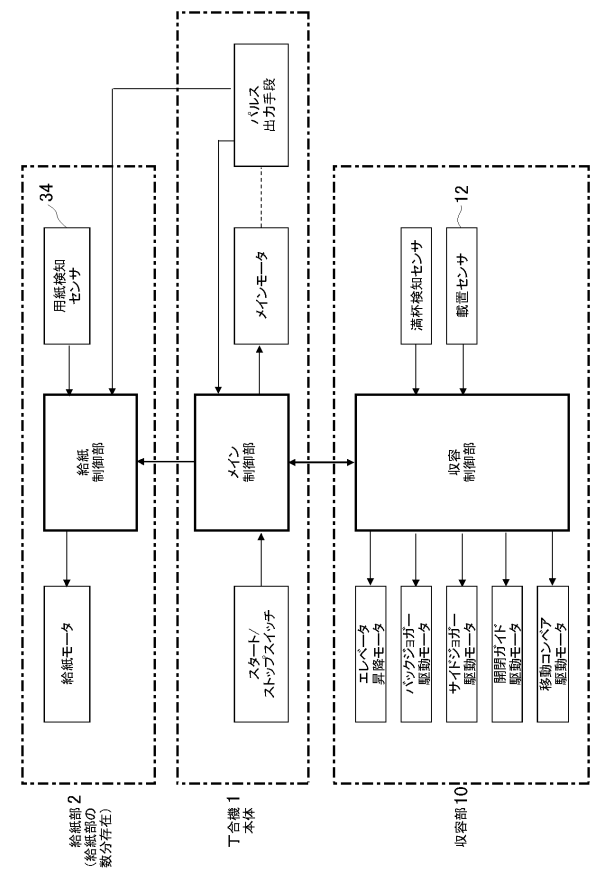 給紙部 2
(給紙部の
数分存在)
給紙モータ
給紙
制御部
用紙検知
センサ
34
丁合機 1
本体
スタート/
ストップスイッチ
メイン
制御部
メインモータ
パルス
出力手段
収容部 10
エレベータ
昇降モータ
バックジョガー
駆動モータ
サイドジョガー
駆動モータ
開閉ガイド
駆動モータ
移動コンベア
駆動モータ
収容
制御部
満杯検知センサ
載置センサ
12